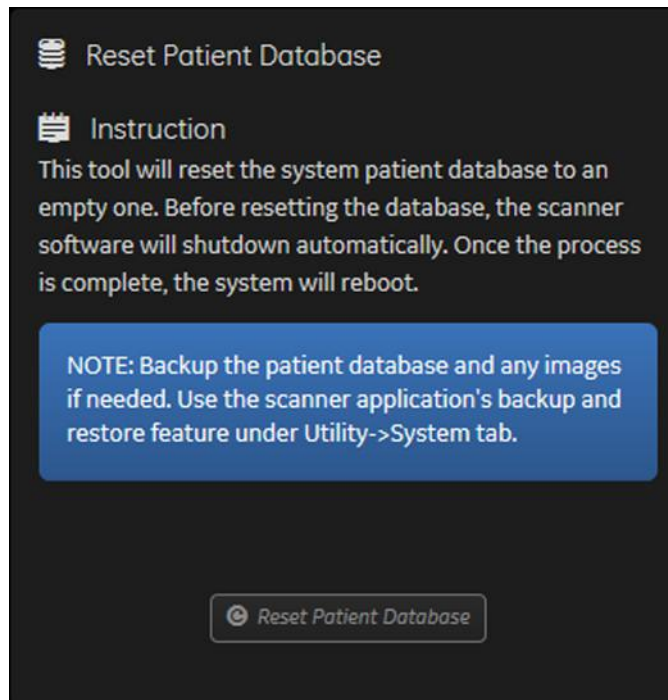 Reset Patient Database
Instruction
This tool will reset the system patient database to an
empty one. Before resetting the database, the scanner
software will shutdown automatically. Once the process
is complete, the system will reboot.
NOTE: Backup the patient database and any images
if needed. Use the scanner application's backup and
restore feature under Utility->System tab.
Reset Patient Database